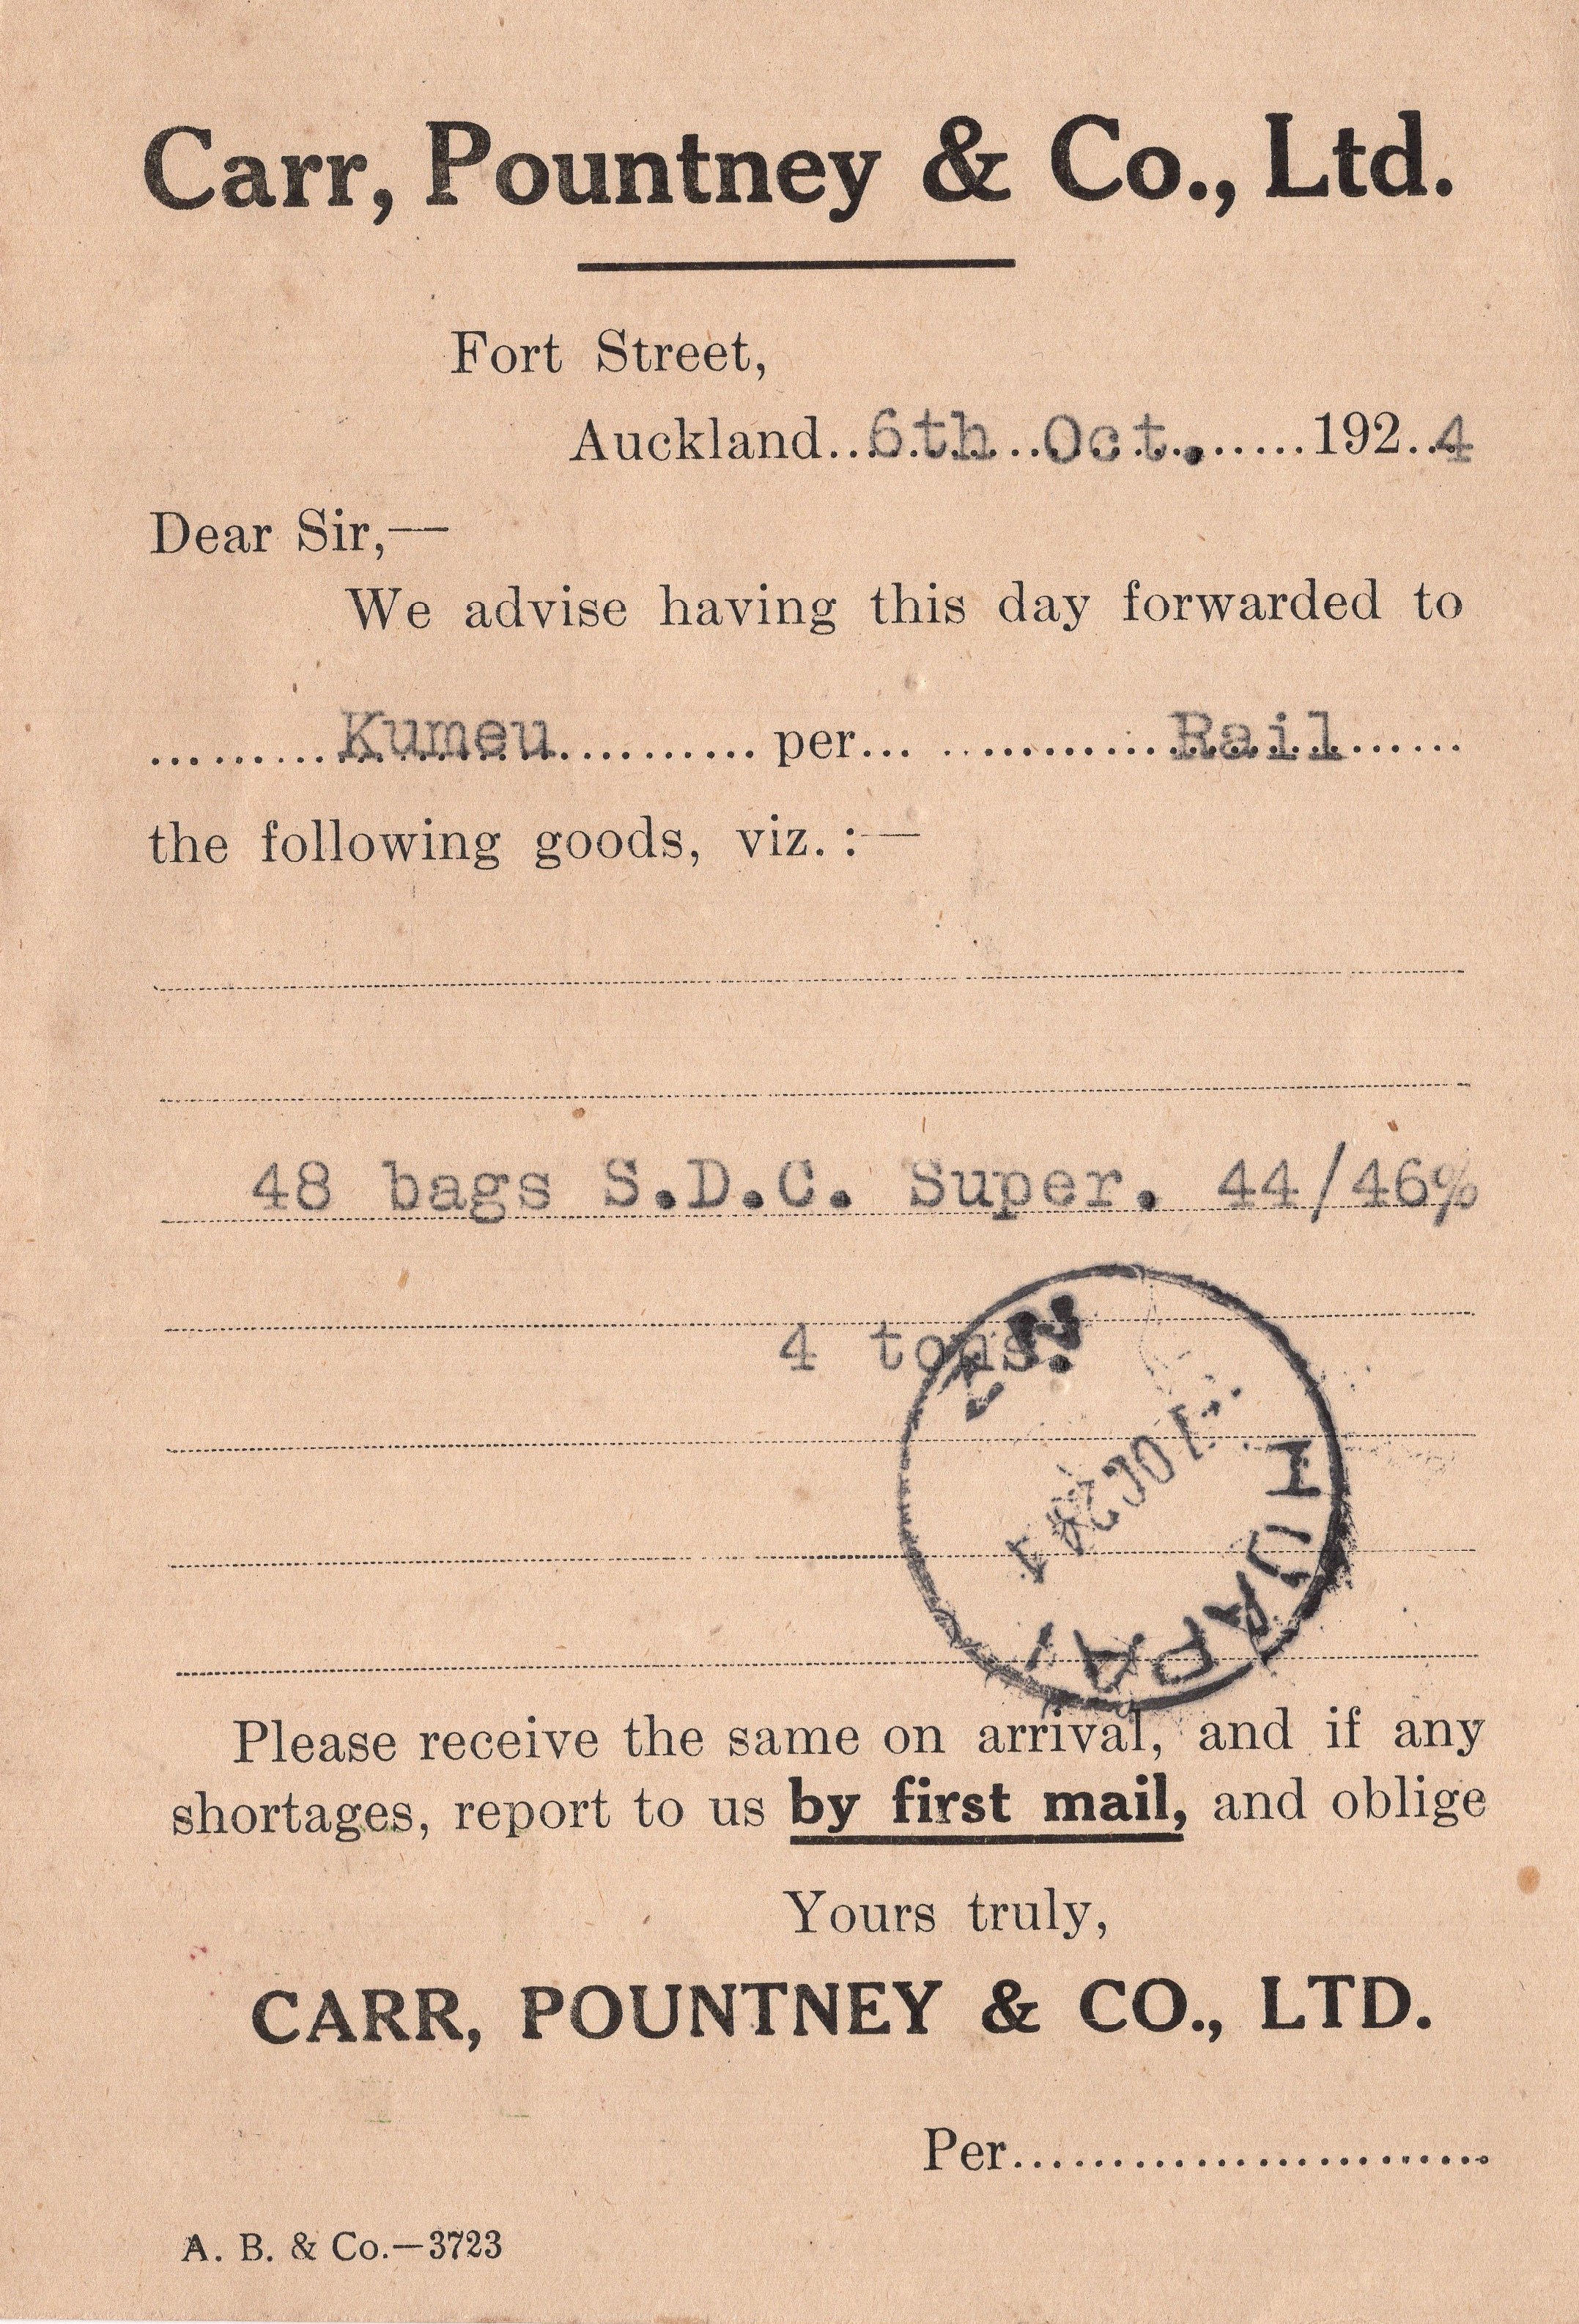 Carr, Pountney & Co., Ltd.
Fort Street,
Auckland...6th...Oct........192..4
Dear Sir,—
We advise having this day forwarded to
..........Kumeu........... per... ............Rail......
the following goods, viz. :—
48 bags S.D.C. Super. 44/46%
4 tons.
N.Z
7 OC 24
HUAPAI
Please receive the same on arrival, and if any
shortages, report to us by first mail, and oblige
Yours truly,
CARR, POUNTNEY & CO., LTD.
Per........................
A. B. & Co.—3723